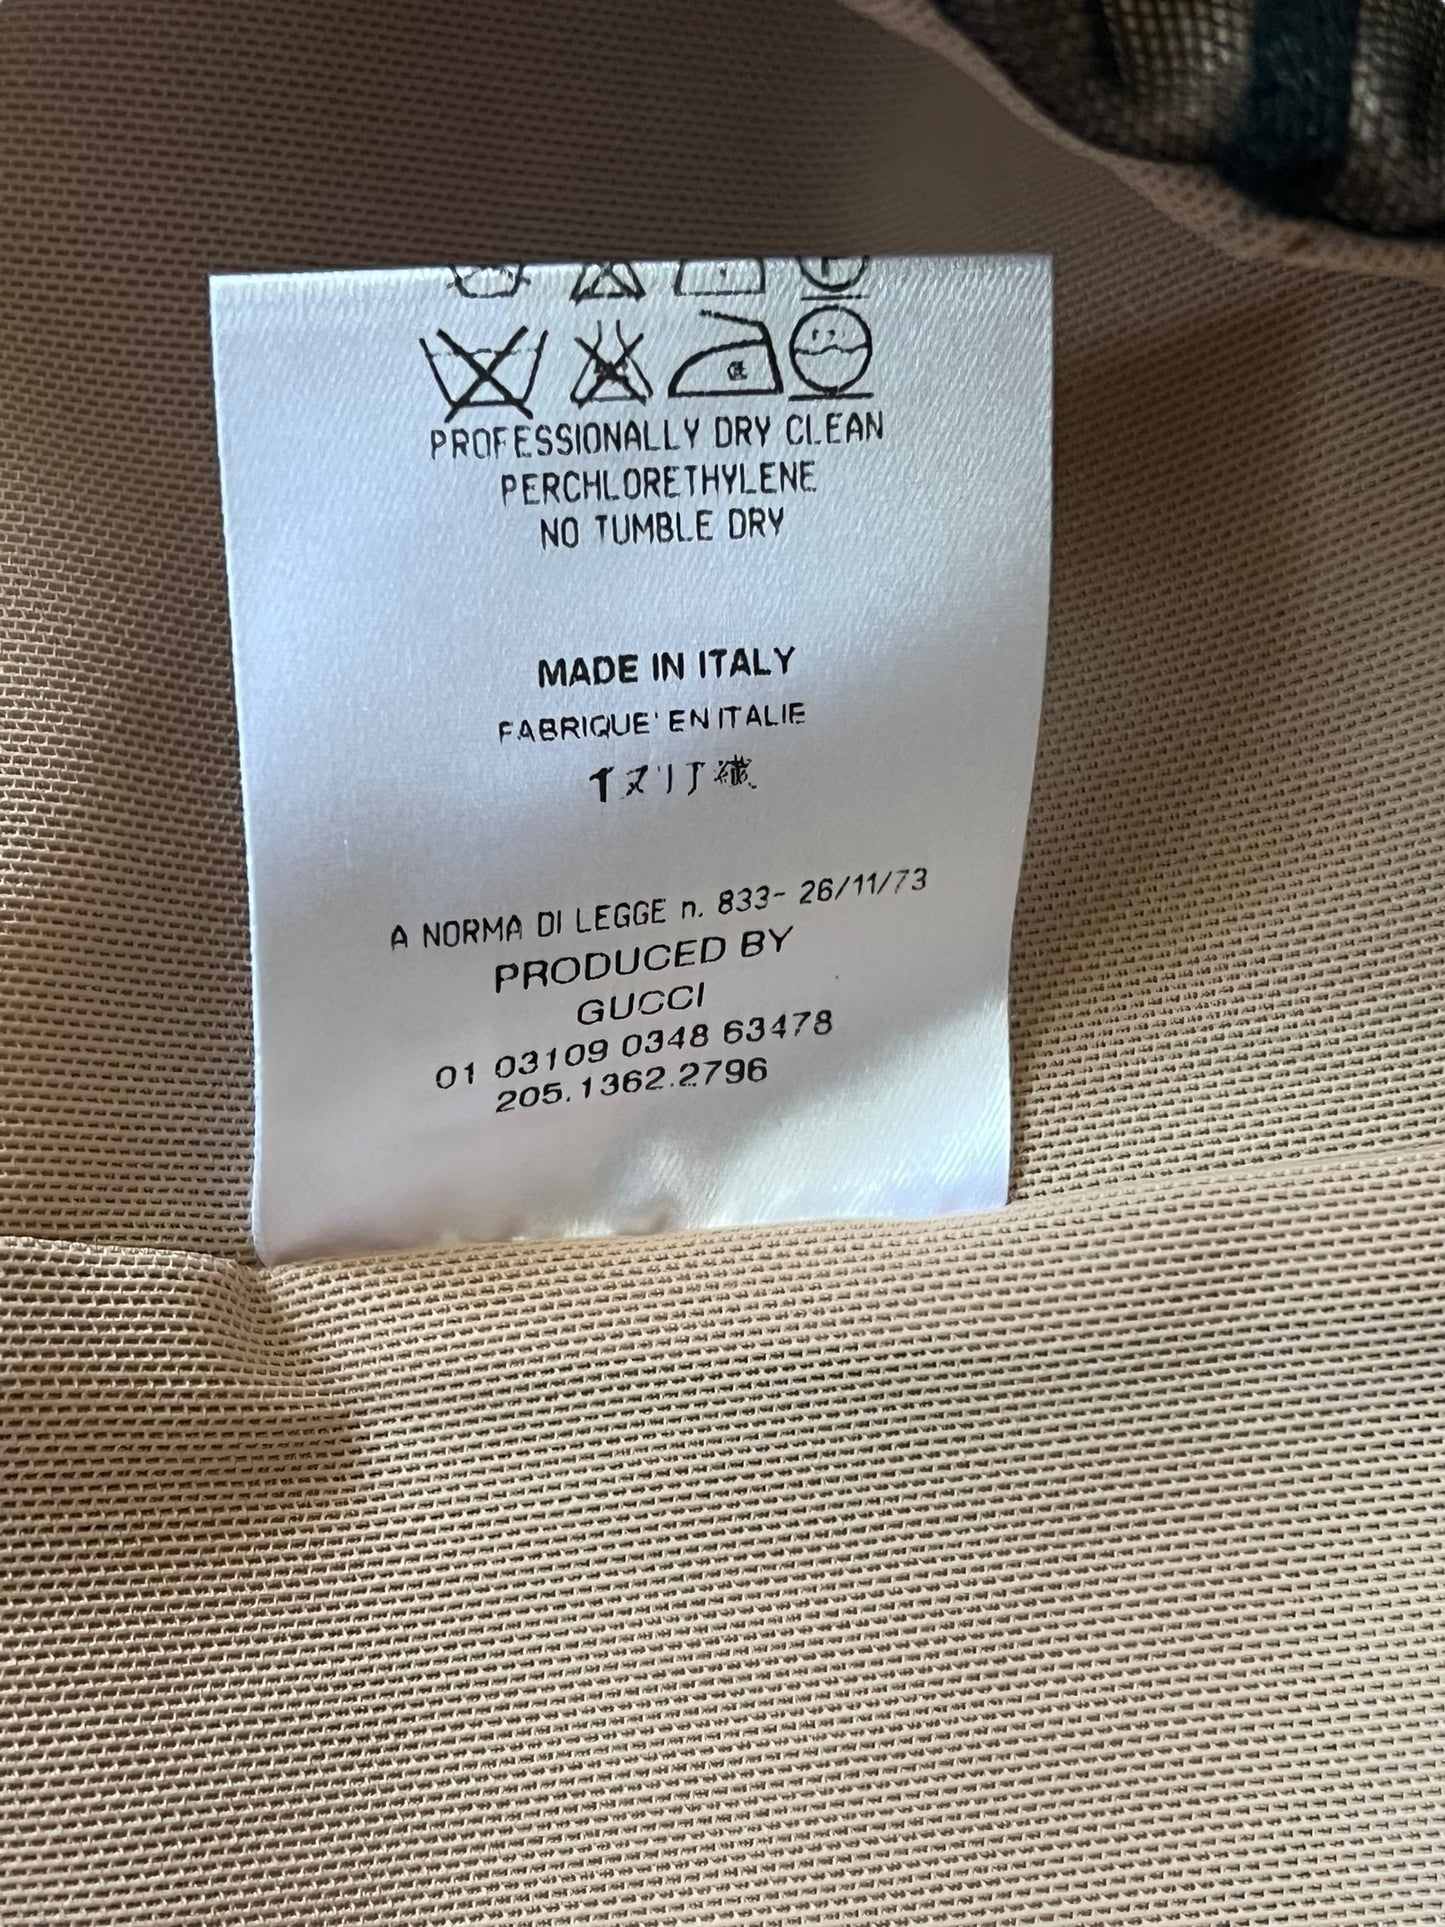 PROFESSIONALLY DRY CLEAN
PERCHLORETHYLENE
NO TUMBLE DRY
MADE IN ITALY
FABRIQUE' EN ITALIE
A NORMA DI LEGGE n. 833- 26/11/73
PRODUCED BY
GUCCI
01 03109 0348 63478
205.1362.2796